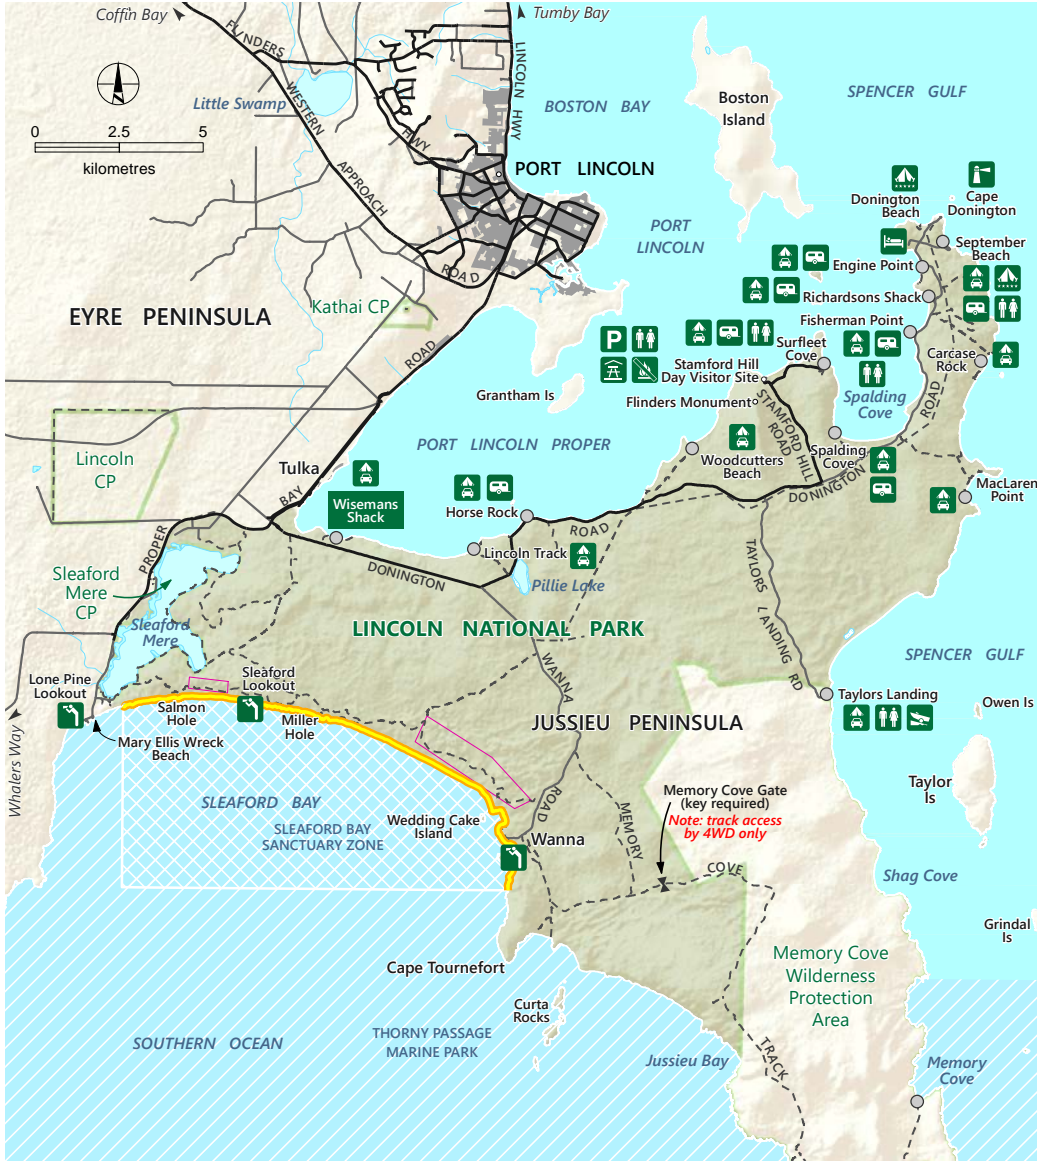 Coffin Bay
Tumby Bay
FLINDERS
HWY
LINCOLN HWY
WESTERN
APPROACH
ROAD
Little Swamp
0 2.5 5
kilometres
BOSTON BAY
Boston
Island
SPENCER GULF
PORT LINCOLN
PORT
LINCOLN
Donington
Beach
Cape
Donington
September
Beach
Engine Point
Richardsons Shack
Fisherman Point
EYRE PENINSULA
Kathai CP
ROAD
P
Surfleet
Cove
Stamford Hill
Day Visitor Site
Flinders Monument
Carcase
Rock
Spalding
Cove
ROAD
Grantham Is
STAMFORD HILL
ROAD
PORT LINCOLN PROPER
Woodcutters
Beach
Spalding
Cove
DONINGTON
MacLaren
Point
Lincoln
CP
Tulka
BAY
Wisemans
Shack
Horse Rock
ROAD
Lincoln Track
PROPER
Sleaford
Mere
CP
DONINGTON
Pillie Lake
TAYLORS LANDING RD
Sleaford
Mere
LINCOLN NATIONAL PARK
SPENCER GULF
WANNA
Lone Pine
Lookout
Sleaford
Lookout
Salmon
Hole
Miller
Hole
Taylors Landing
Owen Is
JUSSIEU PENINSULA
Mary Ellis Wreck
Beach
Whalers Way
Taylor
Is
SLEAFORD BAY
SLEAFORD BAY
SANCTUARY ZONE
Wedding Cake
Island
ROAD
Wanna
Memory Cove Gate
(key required)
Note: track access
by 4WD only
MEMORY
COVE
Shag Cove
Grindal
Is
Cape Tournefort
Memory Cove
Wilderness
Protection
Area
Curta
Rocks
SOUTHERN OCEAN
THORNY PASSAGE
MARINE PARK
Jussieu Bay
TRACK
Memory
Cove